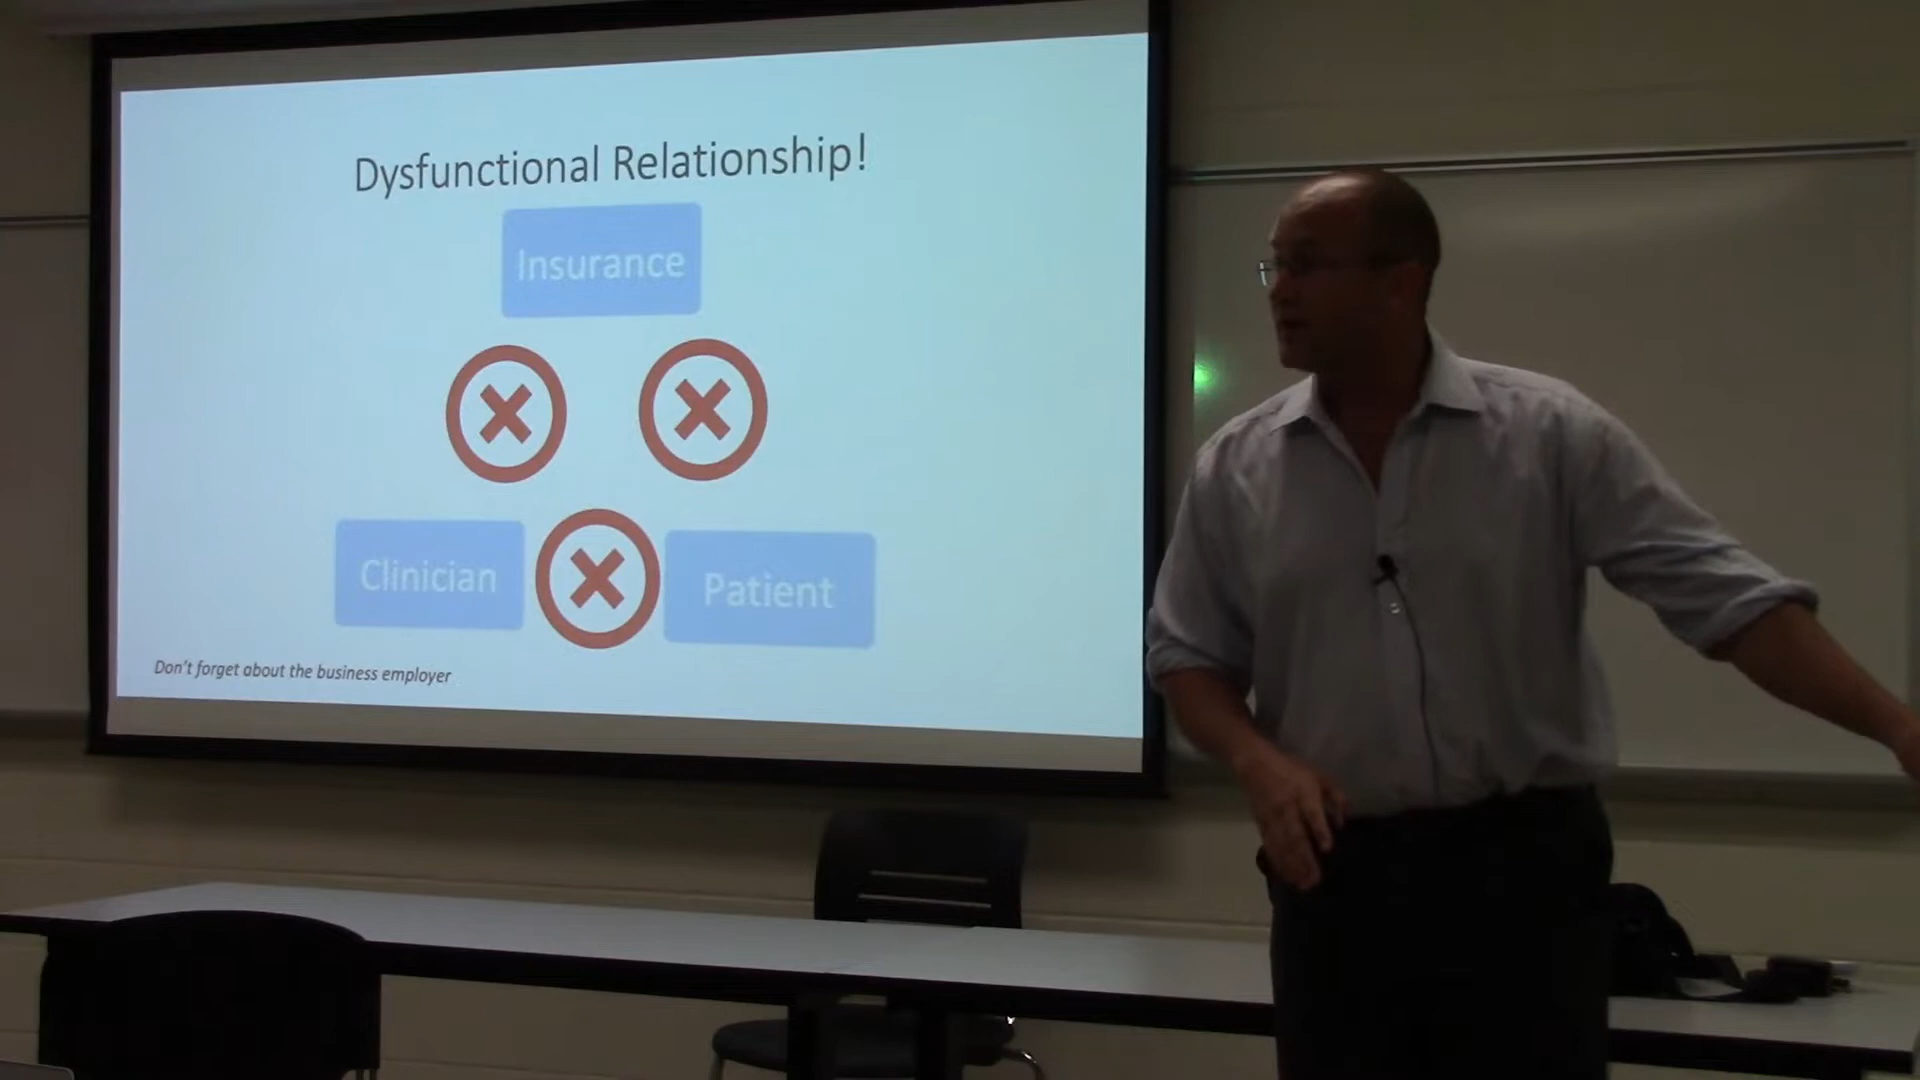 Dysfunctional Relationship!
Insurance
Clinician
Patient
Don't forget about the business employer